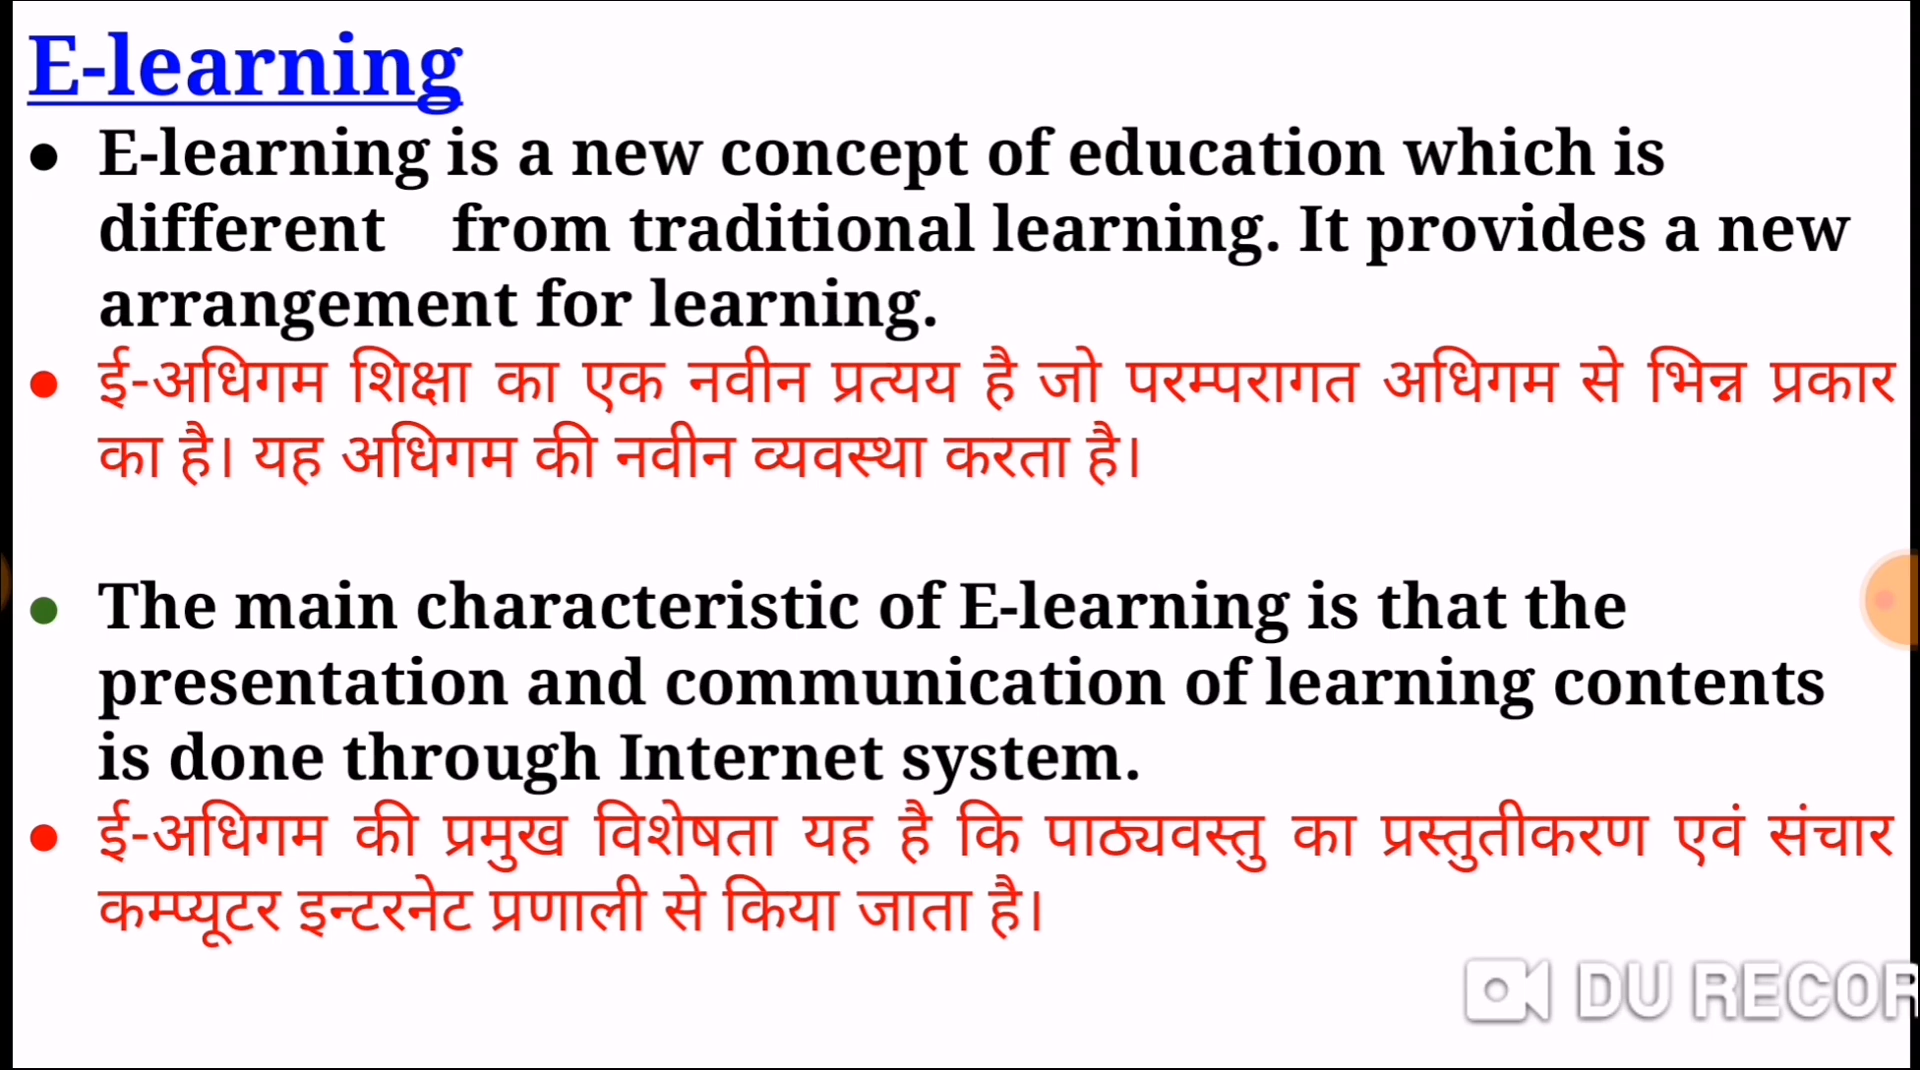 E-learning
● E-learning is a new concept of education which is
different from traditional learning. It provides a new
arrangement for learning.
● ई-अधिगम शिक्षा का एक नवीन प्रत्यय है जो परम्परागत अधिगम से भिन्न प्रकार
का है। यह अधिगम की नवीन व्यवस्था करता है।
● The main characteristic of E-learning is that the
presentation and communication of learning contents
is done through Internet system.
● ई-अधिगम की प्रमुख विशेषता यह है कि पाठ्यवस्तु का प्रस्तुतीकरण एवं संचार
कम्प्यूटर इन्टरनेट प्रणाली से किया जाता है।
DU RECOR